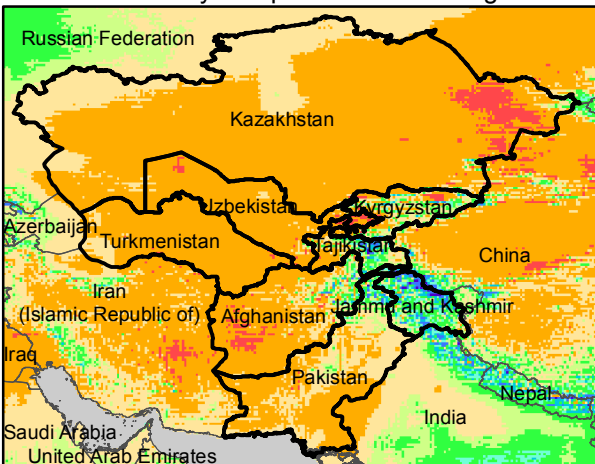 Russian Federation
Kazakhstan
Izbekistan
Kyrgyzstan
Azerbaijan
Turkmenistan
Tajikistan
China
Iran
(Islamic Republic of)
Afghanistan
Jammu and Kashmir
Iraq
Pakistan
Nepal
India
Saudi Arabia
United Arab Emirates